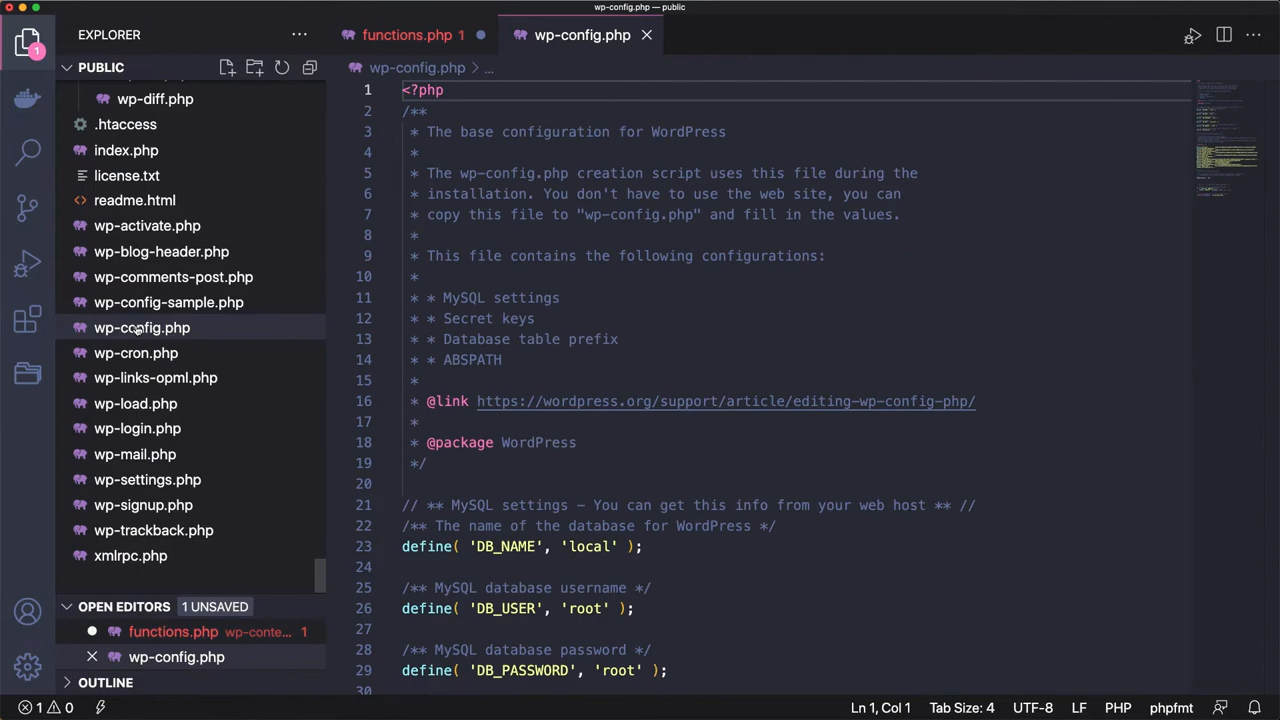 wp-config.php — public
EXPLORER
functions.php 1
wp-config.php
1
PUBLIC
wp-config.php > ...
wp-diff.php
.htaccess
index.php
license.txt
readme.html
wp-activate.php
wp-blog-header.php
wp-comments-post.php
wp-config-sample.php
wp-config.php
wp-cron.php
wp-links-opml.php
wp-load.php
wp-login.php
wp-mail.php
wp-settings.php
wp-signup.php
wp-trackback.php
xmlrpc.php
OPEN EDITORS 1 UNSAVED
functions.php wp-conte... 1
wp-config.php
OUTLINE
1 <?php
2 /**
3 * The base configuration for WordPress
4 *
5 * The wp-config.php creation script uses this file during the
6 * installation. You don't have to use the web site, you can
7 * copy this file to "wp-config.php" and fill in the values.
8 *
9 * This file contains the following configurations:
10 *
11 * * MySQL settings
12 * * Secret keys
13 * * Database table prefix
14 * * ABSPATH
15 *
16 * @link https://wordpress.org/support/article/editing-wp-config-php/
17 *
18 * @package WordPress
19 */
20
21 // ** MySQL settings - You can get this info from your web host ** //
22 /** The name of the database for WordPress */
23 define( 'DB_NAME', 'local' );
24
25 /** MySQL database username */
26 define( 'DB_USER', 'root' );
27
28 /** MySQL database password */
29 define( 'DB_PASSWORD', 'root' );
30
1 0
Ln 1, Col 1 Tab Size: 4 UTF-8 LF PHP phpfmt